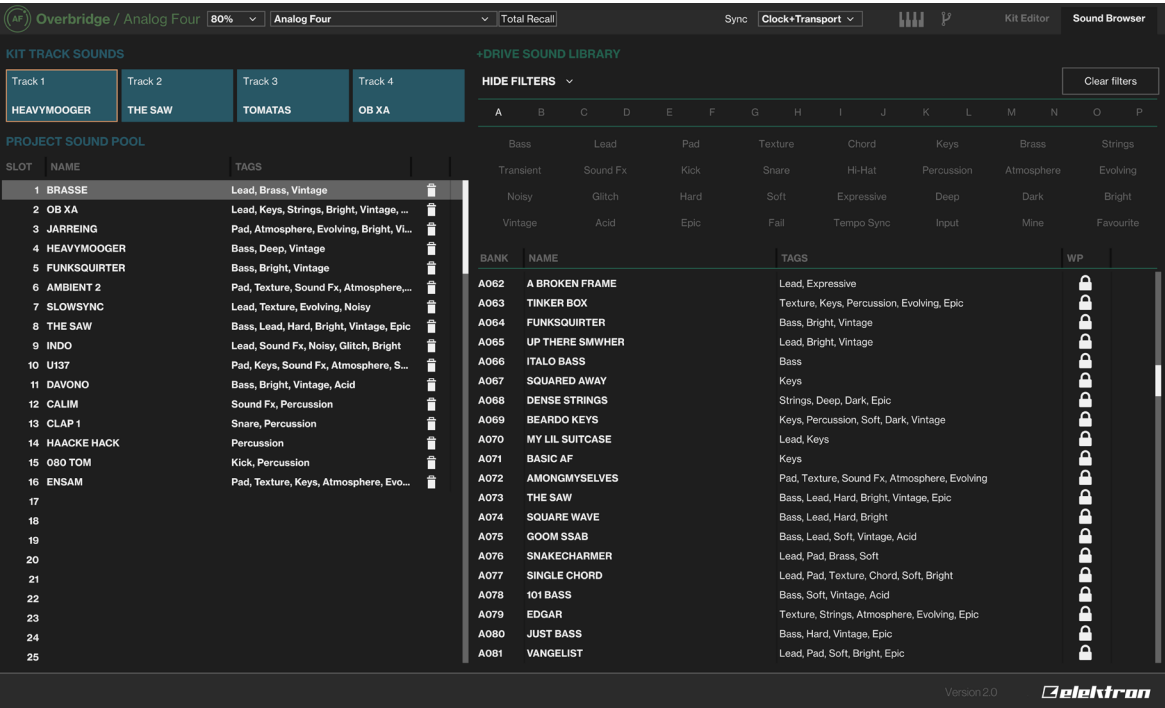 AF Overbridge / Analog Four 80% Analog Four Total Recall Sync Clock+Transport Kit Editor Sound Browser
KIT TRACK SOUNDS
Track 1 Track 2 Track 3 Track 4
HEAVYMOOGER THE SAW TOMATAS OB XA
PROJECT SOUND POOL
SLOT NAME TAGS
1 BRASSE Lead, Brass, Vintage
2 OB XA Lead, Keys, Strings, Bright, Vintage, ...
3 JARREING Pad, Atmosphere, Evolving, Bright, Vi...
4 HEAVYMOOGER Bass, Deep, Vintage
5 FUNKSQUIRTER Bass, Bright, Vintage
6 AMBIENT 2 Pad, Texture, Sound Fx, Atmosphere,...
7 SLOWSYNC Lead, Texture, Evolving, Noisy
8 THE SAW Bass, Lead, Hard, Bright, Vintage, Epic
9 INDO Lead, Sound Fx, Noisy, Glitch, Bright
10 U137 Pad, Keys, Sound Fx, Atmosphere, S...
11 DAVONO Bass, Bright, Vintage, Acid
12 CALIM Sound Fx, Percussion
13 CLAP 1 Snare, Percussion
14 HAACKE HACK Percussion
15 080 TOM Kick, Percussion
16 ENSAM Pad, Texture, Keys, Atmosphere, Evo...
17
18
19
20
21
22
23
24
25
+DRIVE SOUND LIBRARY
HIDE FILTERS Clear filters
A B C D E F G H I J K L M N O P
Bass Lead Pad Texture Chord Keys Brass Strings
Transient Sound Fx Kick Snare Hi-Hat Percussion Atmosphere Evolving
Noisy Glitch Hard Soft Expressive Deep Dark Bright
Vintage Acid Epic Fail Tempo Sync Input Mine Favourite
BANK NAME TAGS WP
A062 A BROKEN FRAME Lead, Expressive
A063 TINKER BOX Texture, Keys, Percussion, Evolving, Epic
A064 FUNKSQUIRTER Bass, Bright, Vintage
A065 UP THERE SMWHER Lead, Bright, Vintage
A066 ITALO BASS Bass
A067 SQUARED AWAY Keys
A068 DENSE STRINGS Strings, Deep, Dark, Epic
A069 BEARDO KEYS Keys, Percussion, Soft, Dark, Vintage
A070 MY LIL SUITCASE Lead, Keys
A071 BASIC AF Keys
A072 AMONGMYSELVES Pad, Texture, Sound Fx, Atmosphere, Evolving
A073 THE SAW Bass, Lead, Hard, Bright, Vintage, Epic
A074 SQUARE WAVE Bass, Lead, Hard, Bright
A075 GOOM SSAB Bass, Lead, Soft, Vintage, Acid
A076 SNAKECHARMER Lead, Pad, Brass, Soft
A077 SINGLE CHORD Lead, Pad, Texture, Chord, Soft, Bright
A078 101 BASS Bass, Soft, Vintage, Acid
A079 EDGAR Texture, Strings, Atmosphere, Evolving, Epic
A080 JUST BASS Bass, Hard, Vintage, Epic
A081 VANGELIST Lead, Pad, Soft, Bright, Epic
Version 2.0 elektron